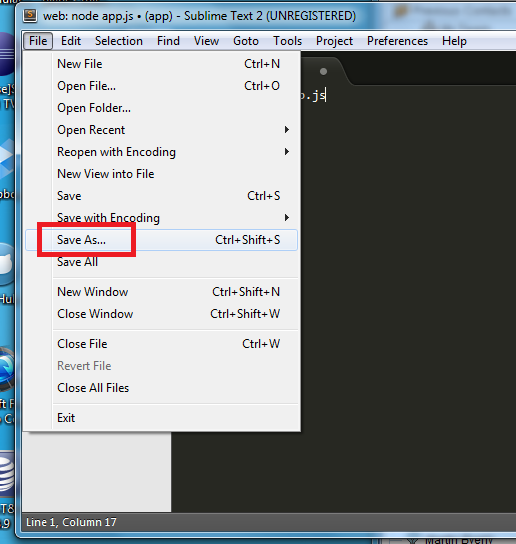 web: node app.js • (app) - Sublime Text 2 (UNREGISTERED)
File Edit Selection Find View Goto Tools Project Preferences Help
New File Ctrl+N
Open File... Ctrl+O
Open Folder...
Open Recent
Reopen with Encoding
New View into File
Save Ctrl+S
Save with Encoding
Save As... Ctrl+Shift+S
Save All
New Window Ctrl+Shift+N
Close Window Ctrl+Shift+W
Close File Ctrl+W
Revert File
Close All Files
Exit
.js
Line 1, Column 17